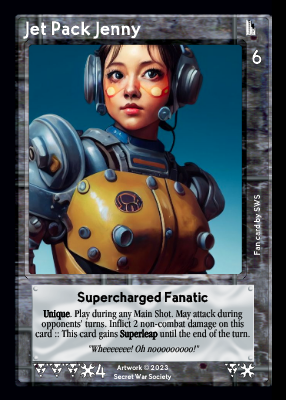 Jet Pack Jenny
6
Fan card by SWS
Supercharged Fanatic
Unique. Play during any Main Shot. May attack during
opponents' turns. Inflict 2 non-combat damage on this
card :: This card gains Superleap until the end of the turn.
"Wheeeeeee! Oh nooooooooo!"
4
Artwork © 2023
Secret War Society